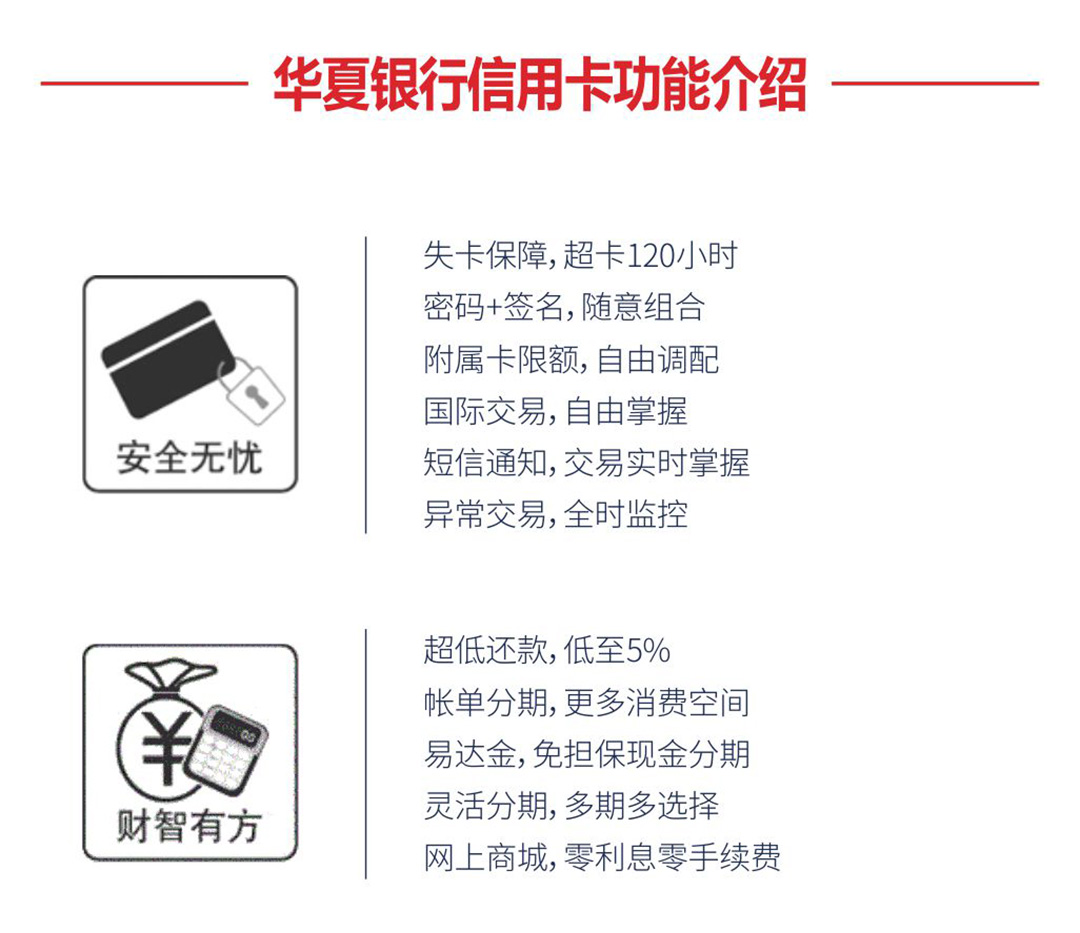 华夏银行信用卡功能介绍
安全无忧
失卡保障,超卡120小时
密码+签名,随意组合
附属卡限额,自由调配
国际交易,自由掌握
短信通知,交易实时掌握
异常交易,全时监控
财智有方
超低还款,低至5%
帐单分期,更多消费空间
易达金,免担保现金分期
灵活分期,多期多选择
网上商城,零利息零手续费